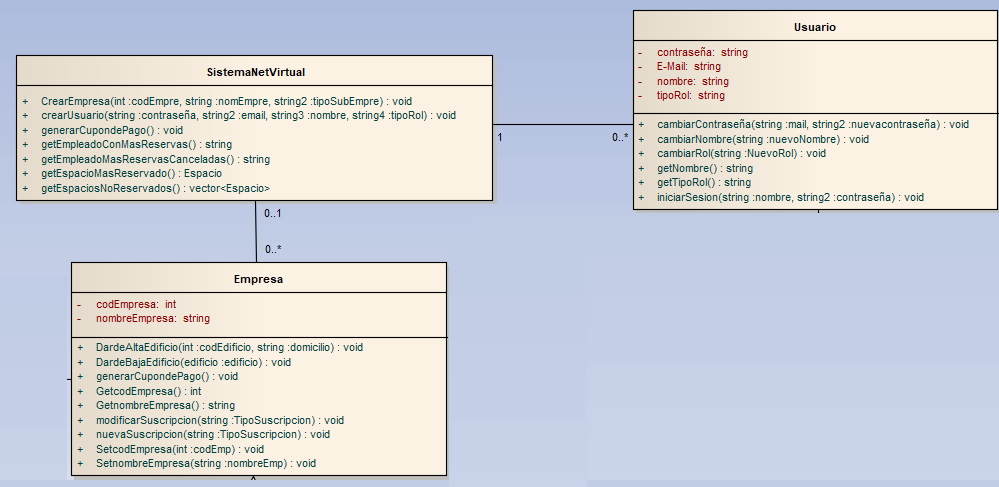 Usuario
- contraseña: string
- E-Mail: string
- nombre: string
- tipoRol: string
+ cambiarContraseña(string :mail, string2 :nuevacontraseña) : void
+ cambiarNombre(string :nuevoNombre) : void
+ cambiarRol(string :NuevoRol) : void
+ getNombre() : string
+ getTipoRol() : string
+ iniciarSesion(string :nombre, string2 :contraseña) : void
SistemaNetVirtual
+ CrearEmpresa(int :codEmpre, string :nomEmpre, string2 :tipoSubEmpre) : void
+ crearUsuario(string :contraseña, string2 :email, string3 :nombre, string4 :tipoRol) : void
+ generarCupondePago() : void
+ getEmpleadoConMasReservas() : string
+ getEmpleadoMasReservasCanceladas() : string
+ getEspacioMasReservado() : Espacio
+ getEspaciosNoReservados() : vector<Espacio>
1
0..*
0..1
0..*
Empresa
- codEmpresa: int
- nombreEmpresa: string
+ DardeAltaEdificio(int :codEdificio, string :domicilio) : void
+ DardeBajaEdificio(edificio :edificio) : void
+ generarCupondePago() : void
+ GetcodEmpresa() : int
+ GetnombreEmpresa() : string
+ modificarSuscripcion(string :TipoSuscripcion) : void
+ nuevaSuscripcion(string :TipoSuscripcion) : void
+ SetcodEmpresa(int :codEmp) : void
+ SetnombreEmpresa(string :nombreEmp) : void